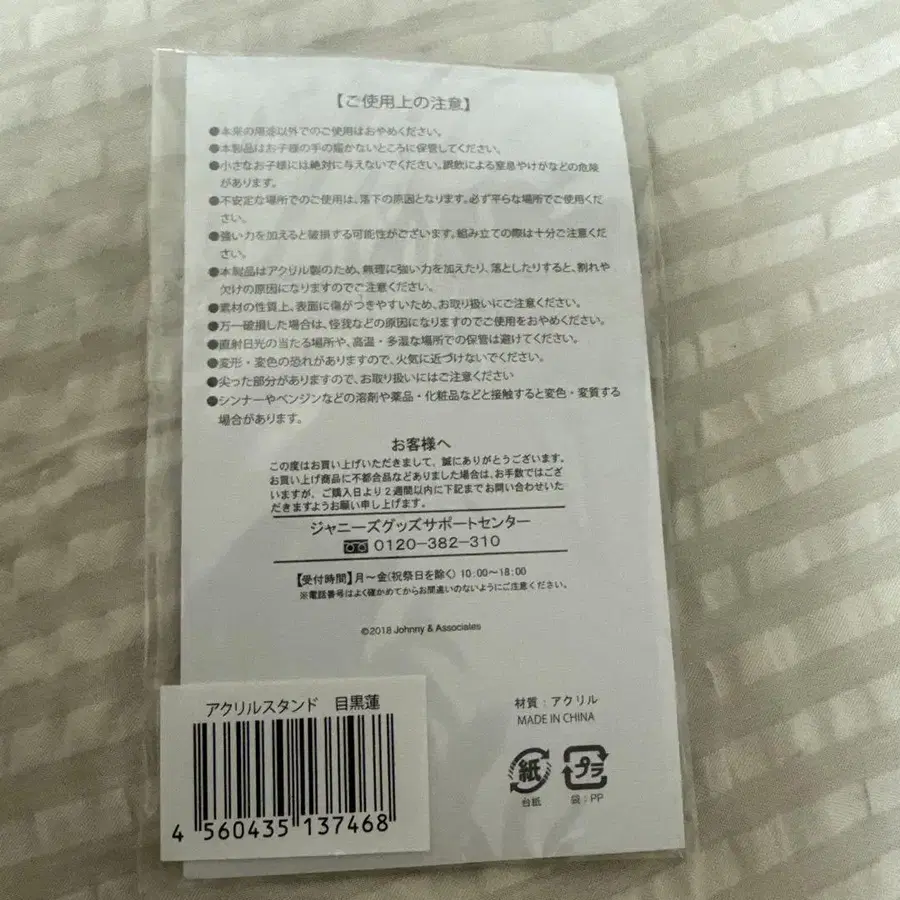 【ご使用上の注意】
●本来の用途以外でのご使用はおやめください。
●本製品はお子様の手の届かないところに保管してください。
●小さなお子様には絶対に与えないでください。誤飲による窒息やけがなどの危険
があります。
●不安定な場所でのご使用は、落下の原因となります。必ず平らな場所でご使用くだ
さい。
●強い力を加えると破損する可能性がございます。組み立ての際は十分ご注意くだ
さい。
●本製品はアクリル製のため、無理に強い力を加えたり、落としたりすると、割れや
欠けの原因になりますのでご注意ください。
●素材の性質上、表面に傷がつきやすいため、お取り扱いにご注意ください。
●万一破損した場合は、怪我などの原因になりますのでご使用をおやめください。
●直射日光の当たる場所や、高温・多湿な場所での保管は避けてください。
●変形・変色の恐れがありますので、火気に近づけないでください。
●尖った部分がありますので、お取り扱いにはご注意ください
●シンナーやベンジンなどの溶剤や薬品・化粧品などと接触すると変色・変質する
場合があります。
お客様へ
この度はお買い上げいただきまして、誠にありがとうございます。
お買い上げ商品に不都合品などありました場合は、お手数ではござ
いますが、ご購入日より2週間以内に下記までお問い合わせいた
だきますようお願い申し上げます。
ジャニーズグッズサポートセンター
0120-382-310
【受付時間】月〜金(祝祭日を除く) 10:00〜18:00
※電話番号はよく確かめてからお間違いのないようにご注意ください。
©2018 Johnny & Associates
材質：アクリル
MADE IN CHINA
紙 プラ
台紙 袋：PP
アクリルスタンド 目黒蓮
4 560435 137468